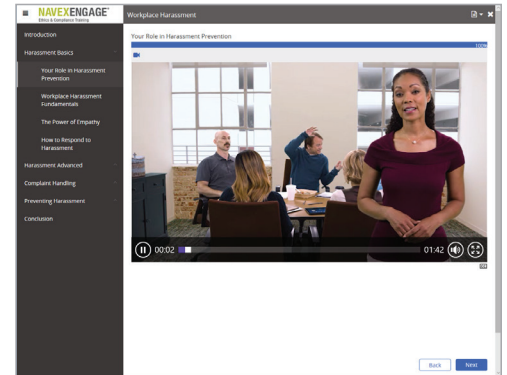 NAVEXENGAGE®
Ethics & Compliance Training
Workplace Harassment
Introduction
Harassment Basics
Your Role in Harassment
Prevention
Workplace Harassment
Fundamentals
The Power of Empathy
How to Respond to
Harassment
Harassment Advanced
Complaint Handling
Preventing Harassment
Conclusion
Your Role in Harassment Prevention
100%
00:02
01:42
Back
Next